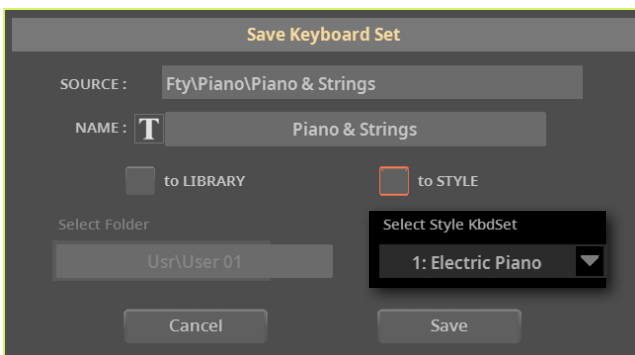 Save Keyboard Set
SOURCE : Fty\Piano\Piano & Strings
NAME : T Piano & Strings
to LIBRARY to STYLE
Select Folder Select Style KbdSet
Usr\User 01 1: Electric Piano
Cancel Save